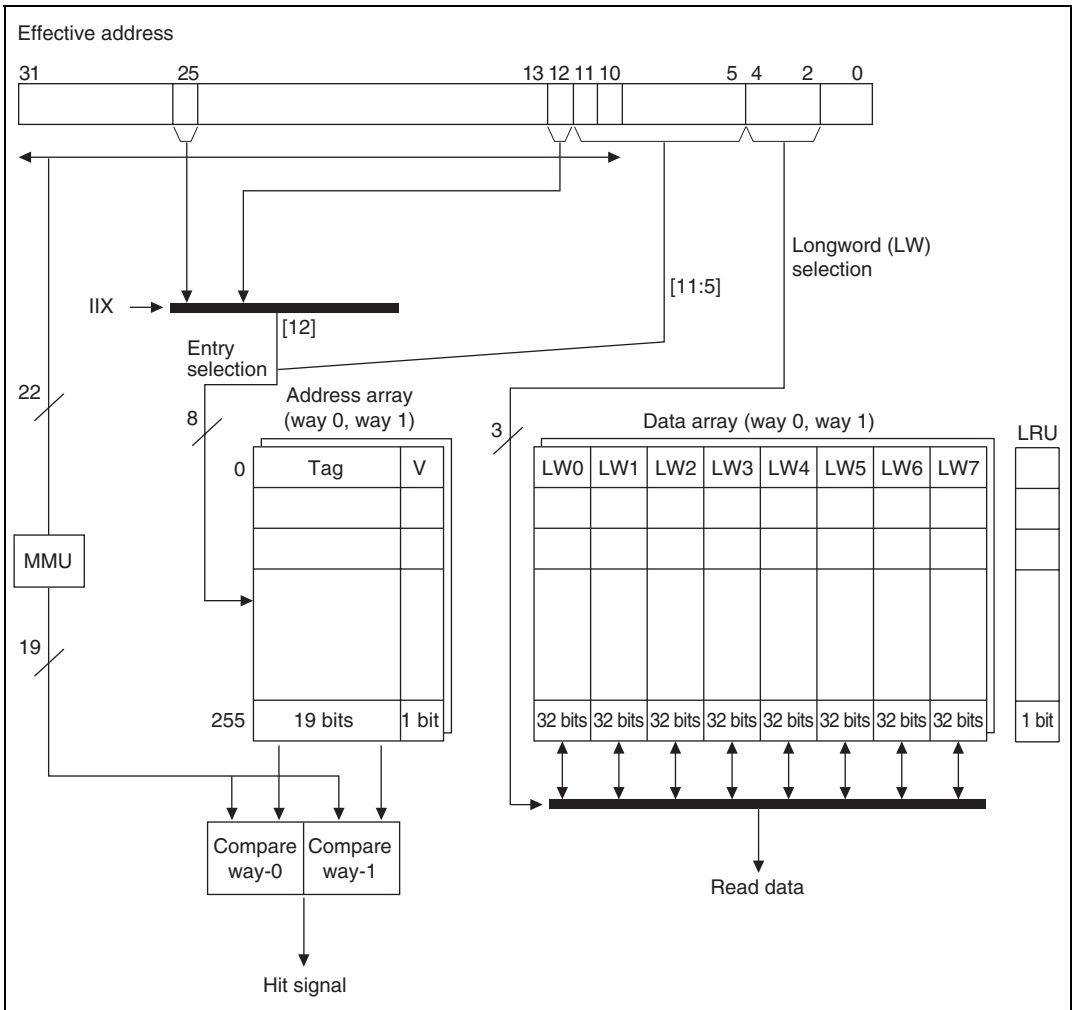 Effective address
31 25 13 12 11 10 5 4 2 0
Longword (LW)
selection
[11:5]
IIX
[12]
Entry
selection
22
8
Address array
(way 0, way 1)
3
Data array (way 0, way 1)
LRU
0 Tag V
LW0 LW1 LW2 LW3 LW4 LW5 LW6 LW7
MMU
19
255 19 bits 1 bit
32 bits 32 bits 32 bits 32 bits 32 bits 32 bits 32 bits 32 bits
1 bit
Compare
way-0
Compare
way-1
Read data
Hit signal